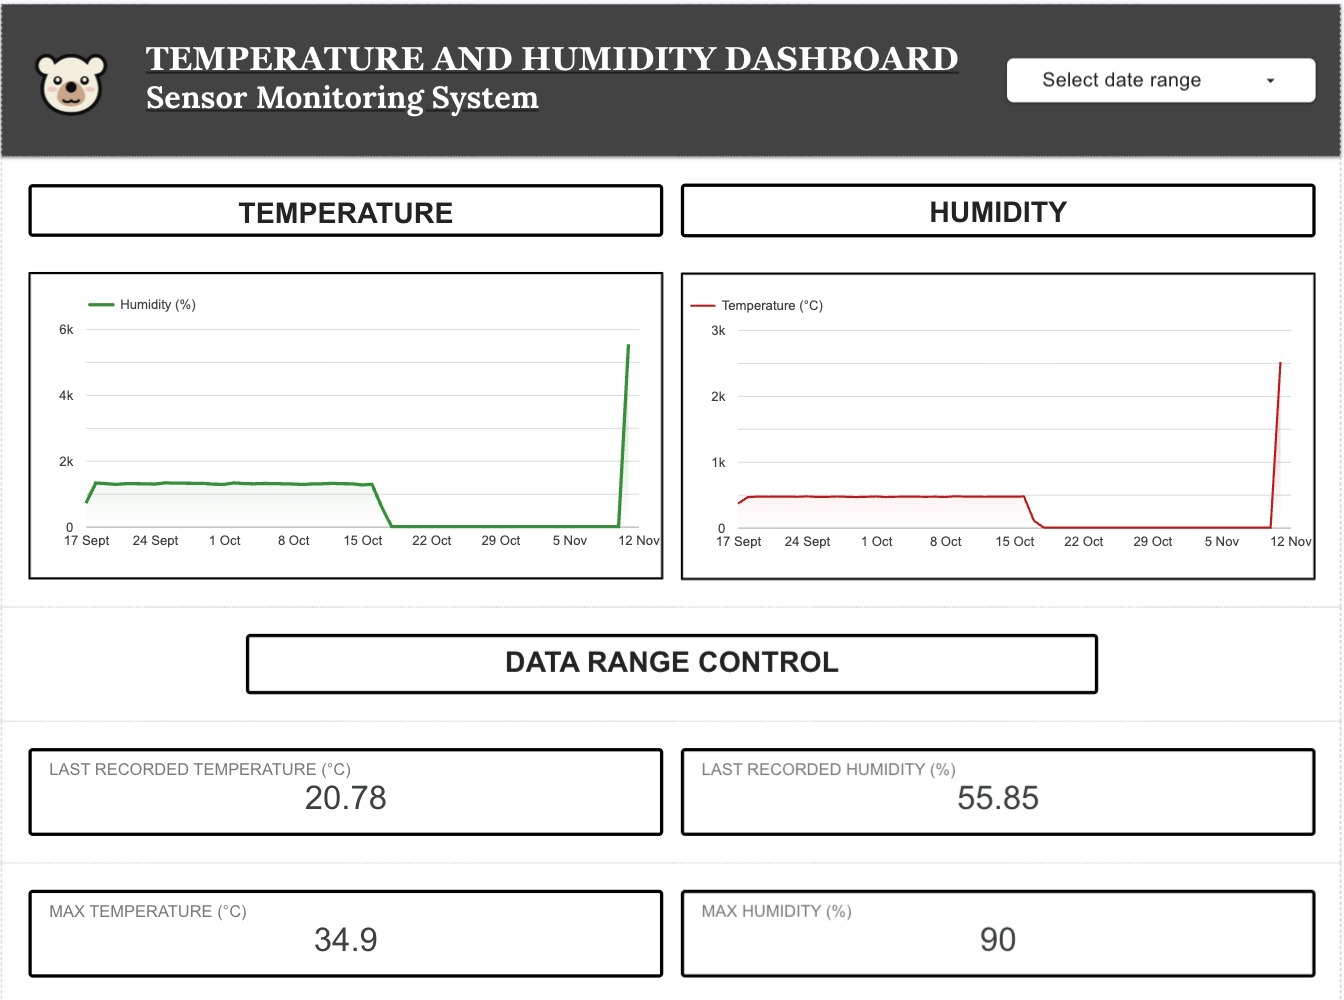 TEMPERATURE AND HUMIDITY DASHBOARD
Sensor Monitoring System
Select date range
TEMPERATURE
HUMIDITY
Humidity (%)
6k
4k
2k
0
17 Sept 24 Sept 1 Oct 8 Oct 15 Oct 22 Oct 29 Oct 5 Nov 12 Nov
Temperature (°C)
3k
2k
1k
0
17 Sept 24 Sept 1 Oct 8 Oct 15 Oct 22 Oct 29 Oct 5 Nov 12 Nov
DATA RANGE CONTROL
LAST RECORDED TEMPERATURE (°C)
20.78
LAST RECORDED HUMIDITY (%)
55.85
MAX TEMPERATURE (°C)
34.9
MAX HUMIDITY (%)
90